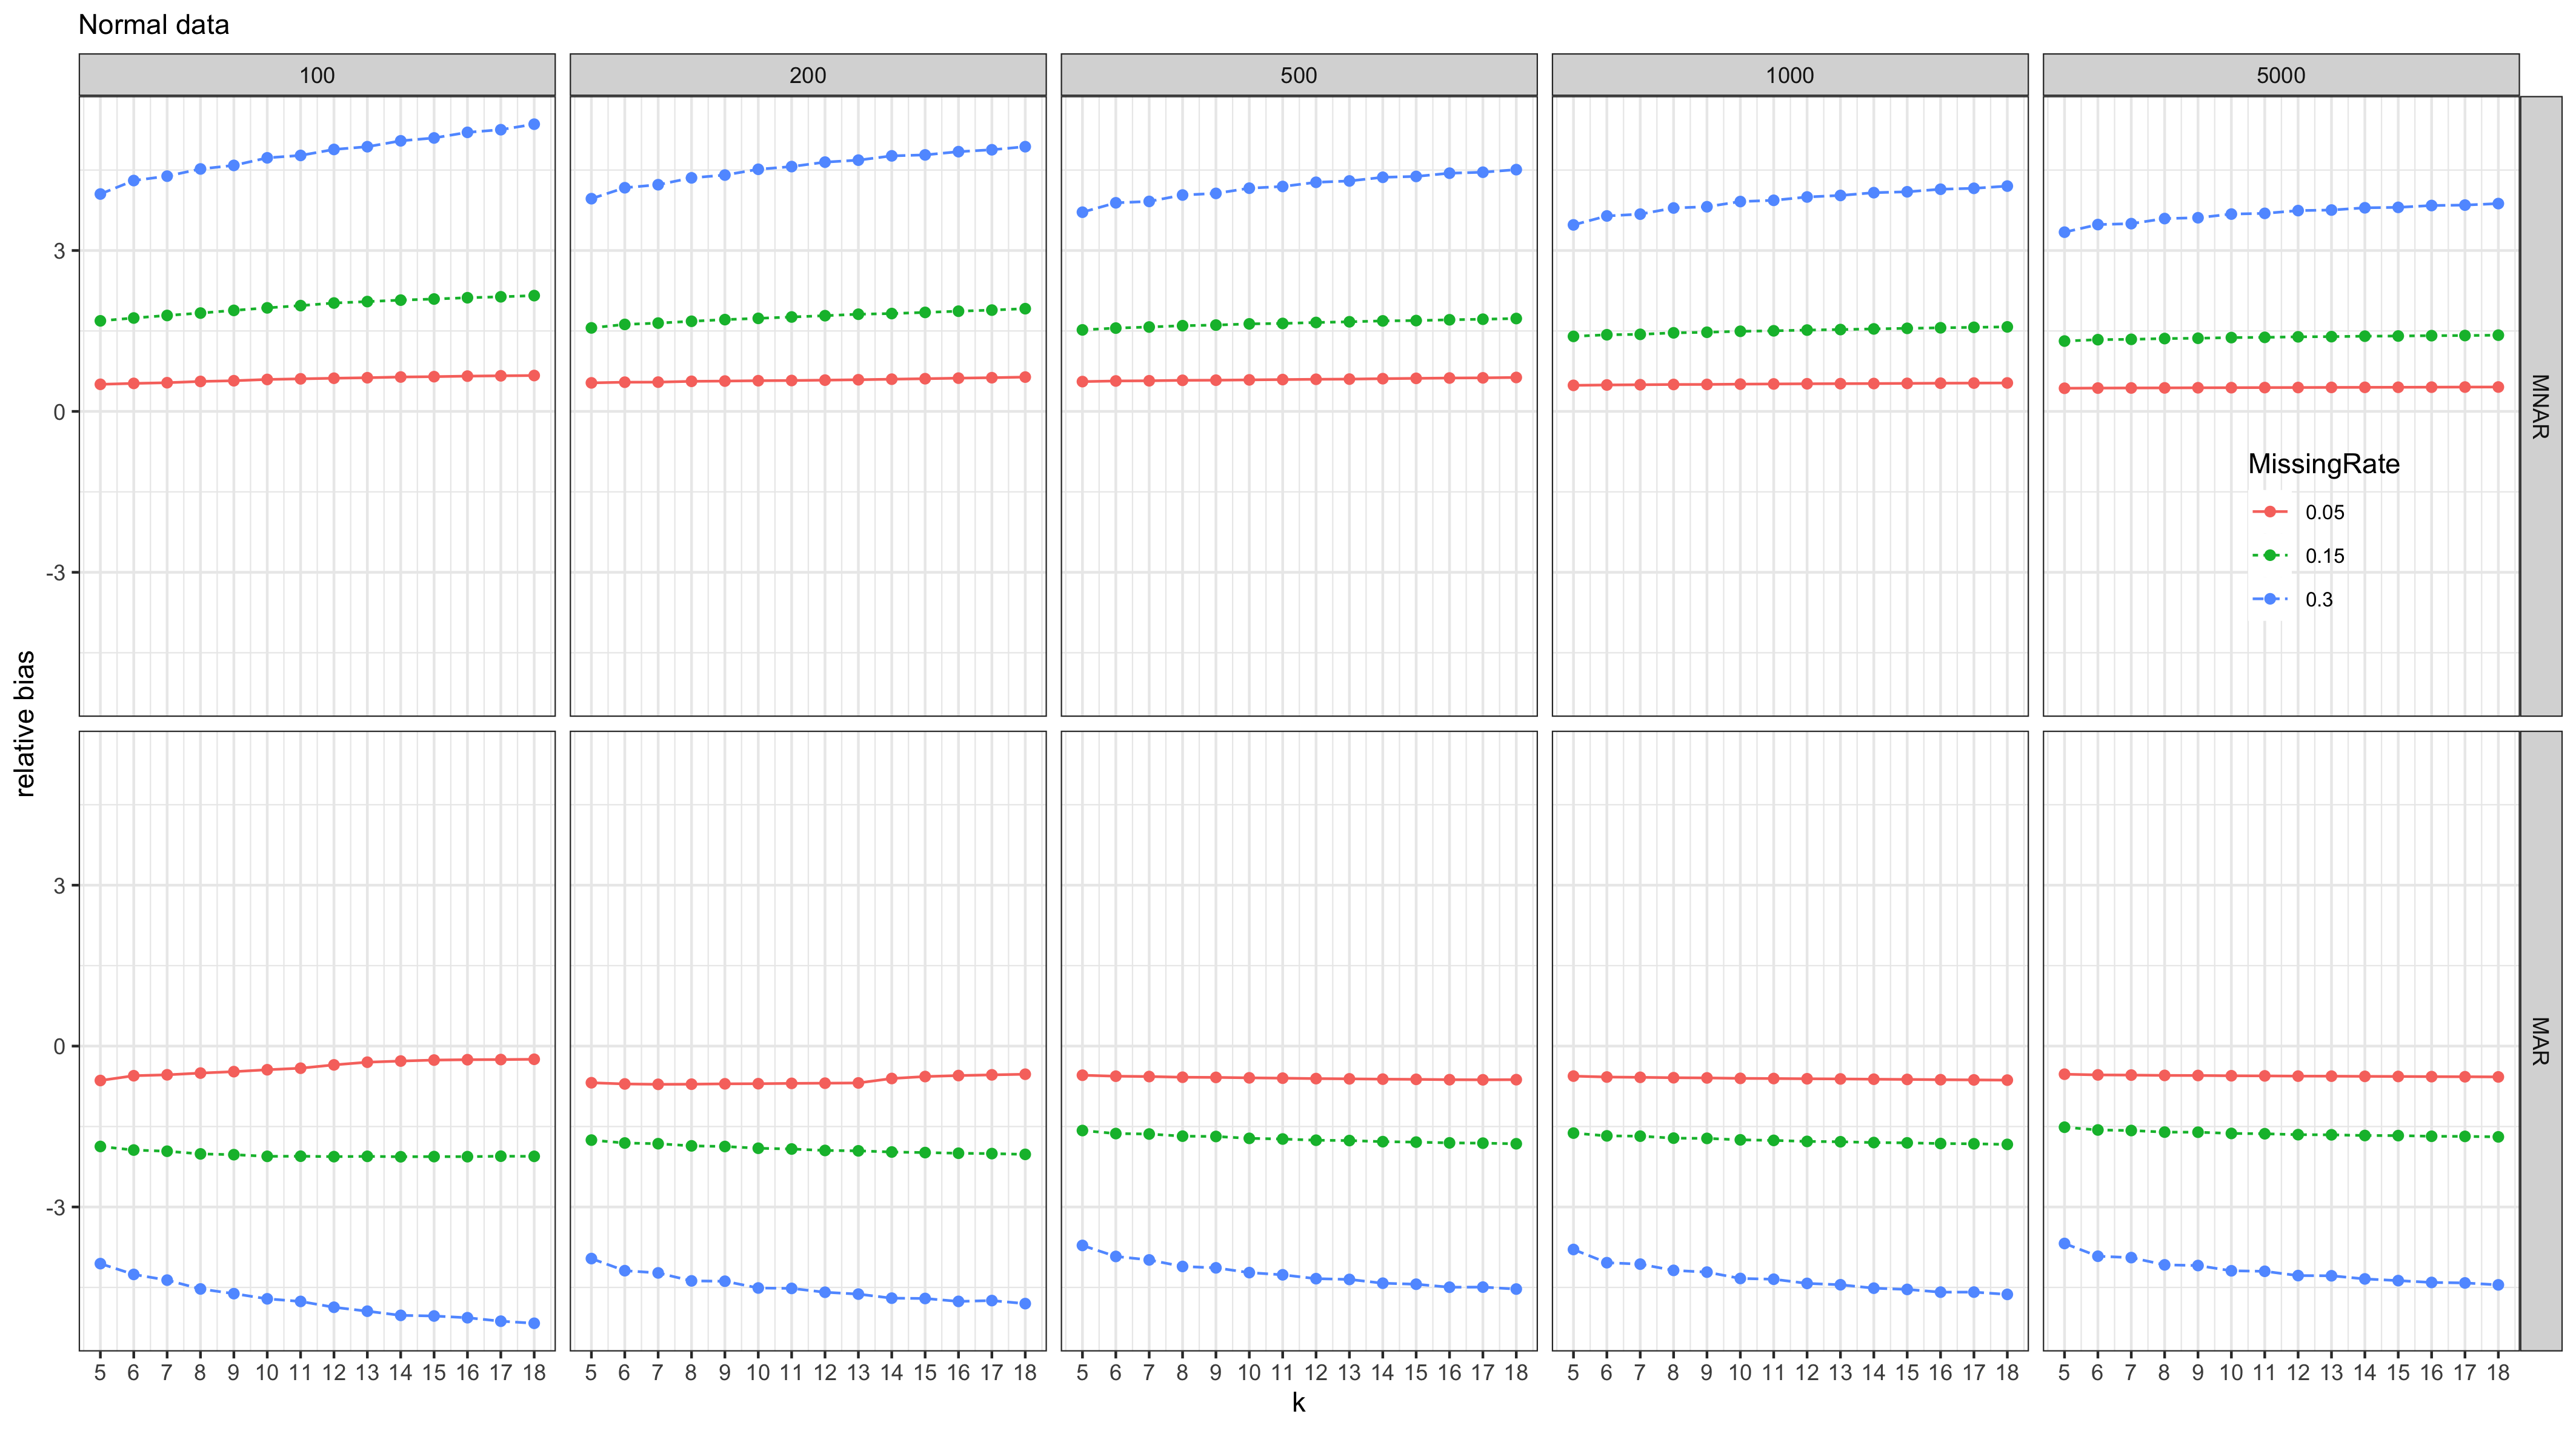 Normal data
100 200 500 1000 5000
3
0
-3
MNAR
MissingRate
0.05
0.15
0.3
relative bias
3
0
-3
MAR
5 6 7 8 9 10 11 12 13 14 15 16 17 18 5 6 7 8 9 10 11 12 13 14 15 16 17 18 5 6 7 8 9 10 11 12 13 14 15 16 17 18 5 6 7 8 9 10 11 12 13 14 15 16 17 18 5 6 7 8 9 10 11 12 13 14 15 16 17 18
k